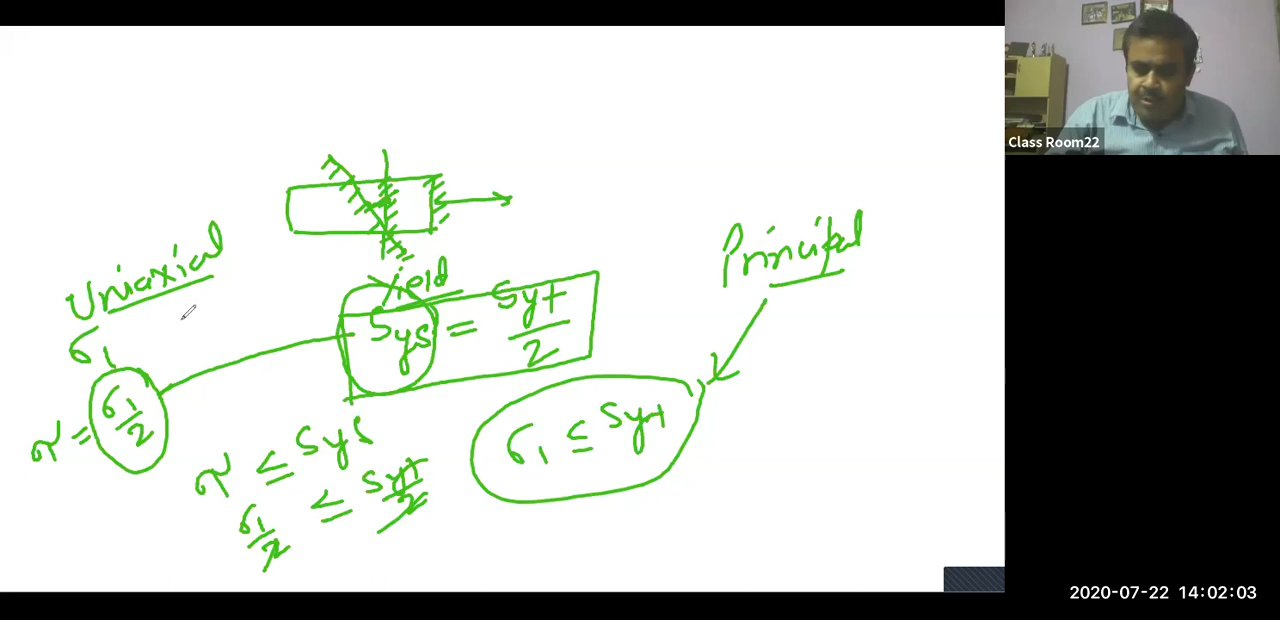 Class Room22
Uniaxial
Principal
Yield
Sys = Syt/2
σ1
τ = σ1/2
τ ≤ Sys
σ1/2 ≤ Syt/2
σ1 ≤ Syt
2020-07-22 14:02:03